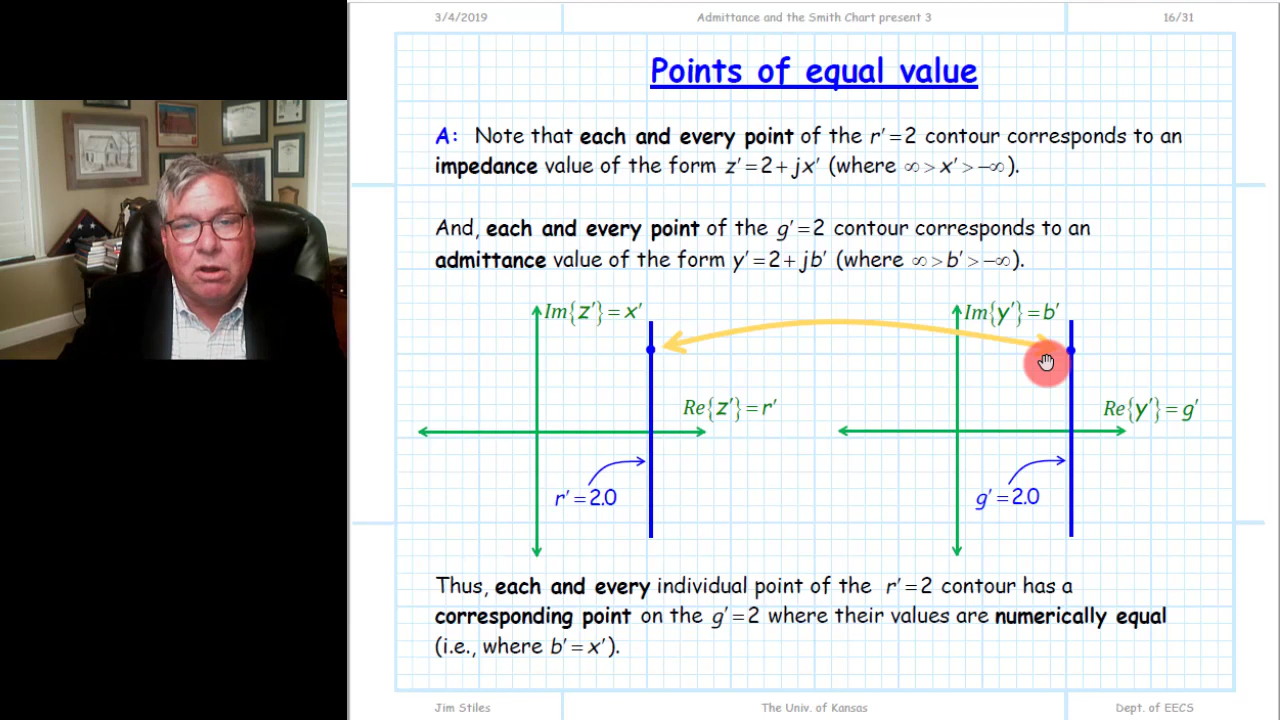 3/4/2019 Admittance and the Smith Chart present 3 16/31
Points of equal value
A: Note that each and every point of the r′=2 contour corresponds to an
impedance value of the form z′=2+jx′ (where ∞>x′>−∞).
And, each and every point of the g′=2 contour corresponds to an
admittance value of the form y′=2+jb′ (where ∞>b′>−∞).
Im{z′}=x′
Im{y′}=b′
Re{z′}=r′
Re{y′}=g′
r′=2.0
g′=2.0
Thus, each and every individual point of the r′=2 contour has a
corresponding point on the g′=2 where their values are numerically equal
(i.e., where b′=x′).
Jim Stiles The Univ. of Kansas Dept. of EECS